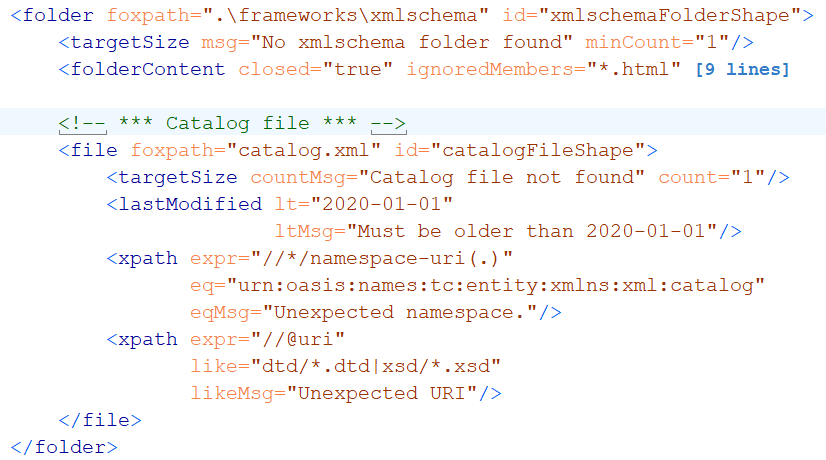 <folder foxpath=".\frameworks\xmlschema" id="xmlschemaFolderShape">
    <targetSize msg="No xmlschema folder found" minCount="1"/>
    <folderContent closed="true" ignoredMembers="*.html" [9 lines]
    <!-- *** Catalog file *** -->
    <file foxpath="catalog.xml" id="catalogFileShape">
        <targetSize countMsg="Catalog file not found" count="1"/>
        <lastModified lt="2020-01-01"
                      ltMsg="Must be older than 2020-01-01"/>
        <xpath expr="//*/namespace-uri(.)"
               eq="urn:oasis:names:tc:entity:xmlns:xml:catalog"
               eqMsg="Unexpected namespace."/>
        <xpath expr="//@uri"
               like="dtd/*.dtd|xsd/*.xsd"
               likeMsg="Unexpected URI"/>
    </file>
</folder>